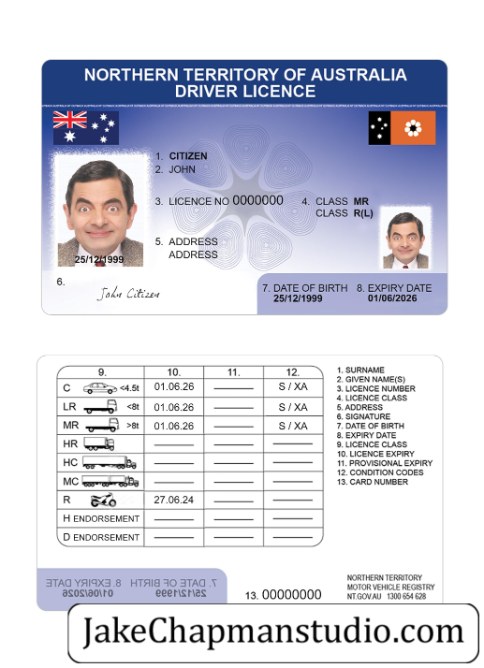 NORTHERN TERRITORY OF AUSTRALIA
DRIVER LICENCE
1. CITIZEN
2. JOHN
3. LICENCE NO 0000000
4. CLASS MR
CLASS R(L)
5. ADDRESS
ADDRESS
25/12/1999
6.
John Citizen
7. DATE OF BIRTH 8. EXPIRY DATE
25/12/1999 01/06/2026
9. 10. 11. 12.
C <4.5t 01.06.26 S / XA
LR <8t 01.06.26 S / XA
MR >8t 01.06.26 S / XA
HR
HC
MC
R 27.06.24
H ENDORSEMENT
D ENDORSEMENT
1. SURNAME
2. GIVEN NAME(S)
3. LICENCE NUMBER
4. LICENCE CLASS
5. ADDRESS
6. SIGNATURE
7. DATE OF BIRTH
8. EXPIRY DATE
9. LICENCE CLASS
10. LICENCE EXPIRY
11. PROVISIONAL EXPIRY
12. CONDITION CODES
13. CARD NUMBER
7. DATE OF BIRTH 8. EXPIRY DATE
25/12/1999 01/06/2026
13. 00000000
NORTHERN TERRITORY
MOTOR VEHICLE REGISTRY
NT.GOV.AU 1300 654 628
JakeChapmanstudio.com